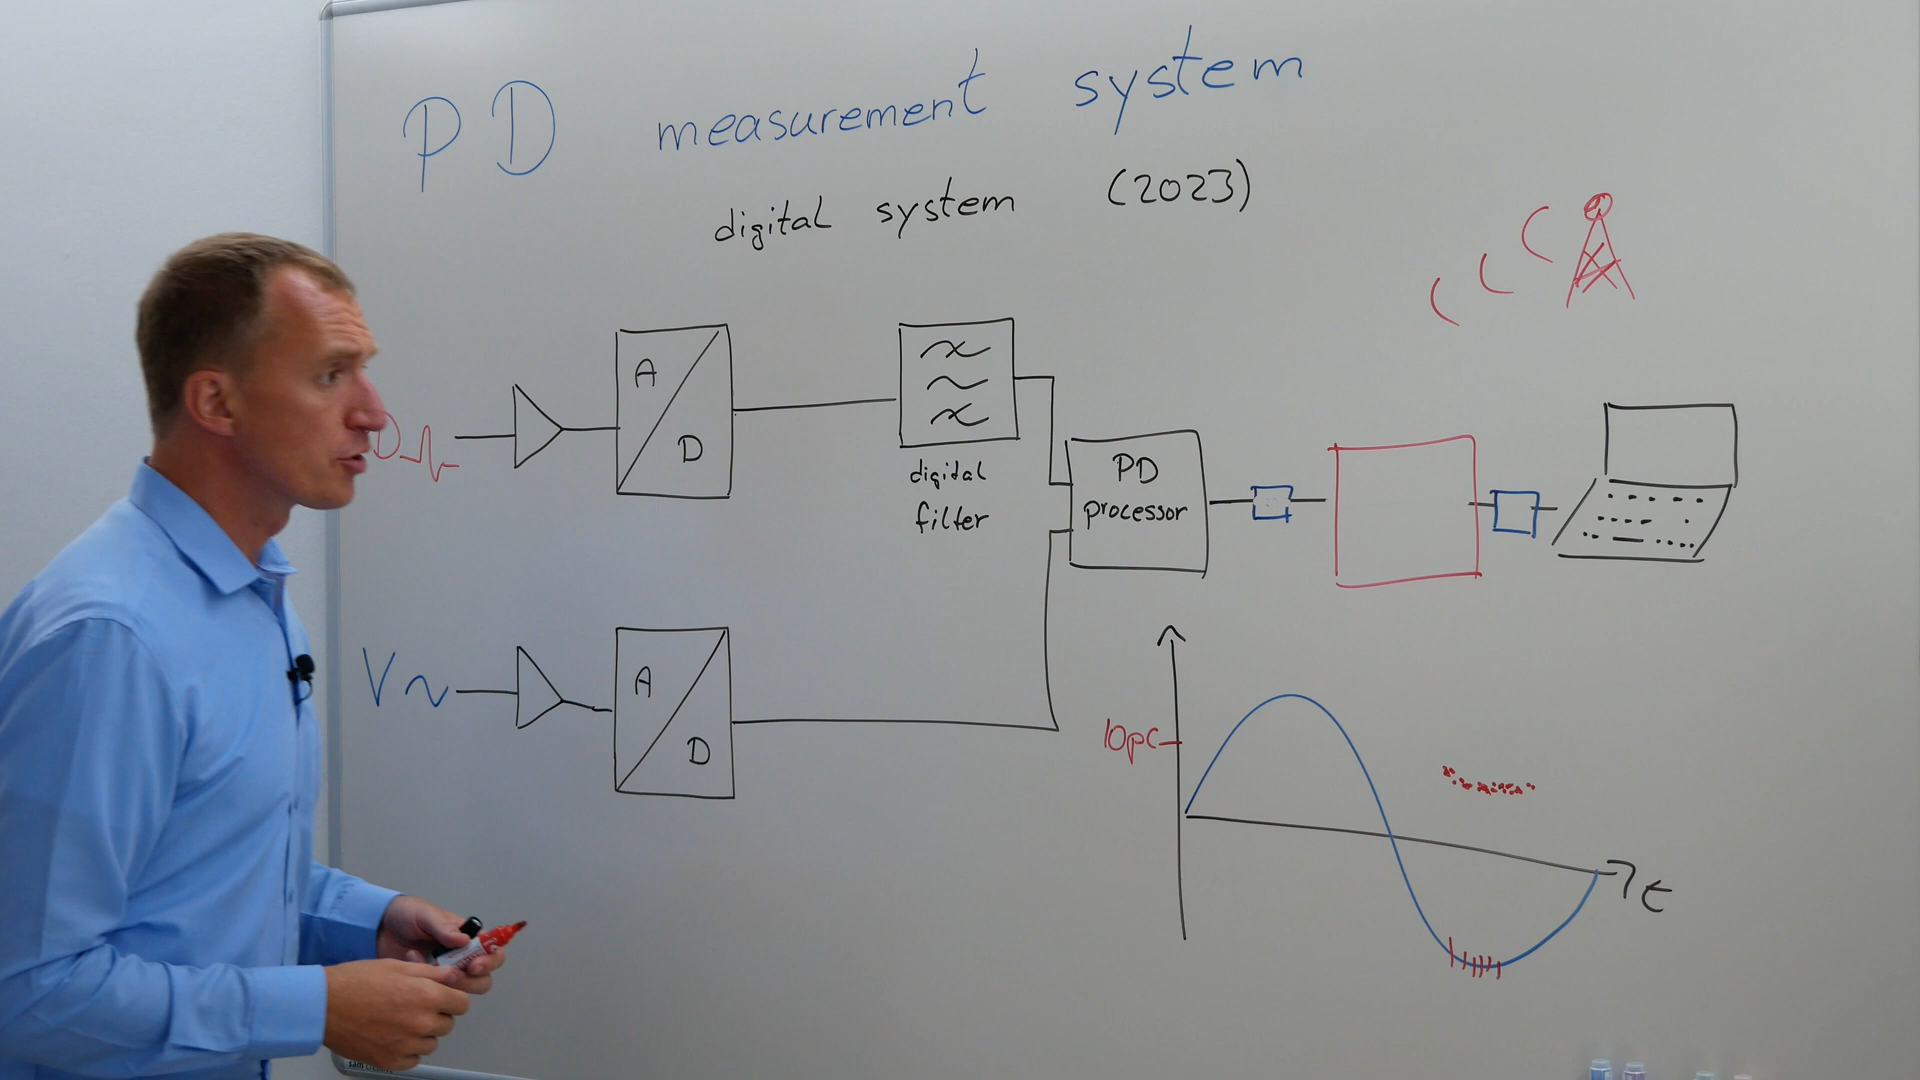 PD measurement system
digital system (2023)
A
D
digital
filter
PD
processor
D
V
A
D
10pC
t